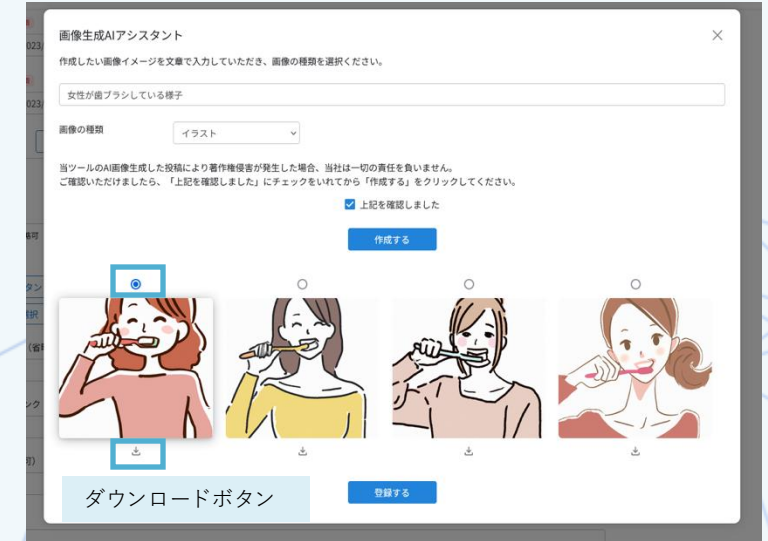 画像生成AIアシスタント
作成したい画像イメージを文章で入力していただき、画像の種類を選択ください。
女性が歯ブラシしている様子
画像の種類
イラスト
当ツールのAI画像生成した投稿により著作権侵害が発生した場合、当社は一切の責任を負いません。
ご確認いただけましたら、「上記を確認しました」にチェックをいれてから「作成する」をクリックしてください。
上記を確認しました
作成する
ダウンロードボタン
登録する